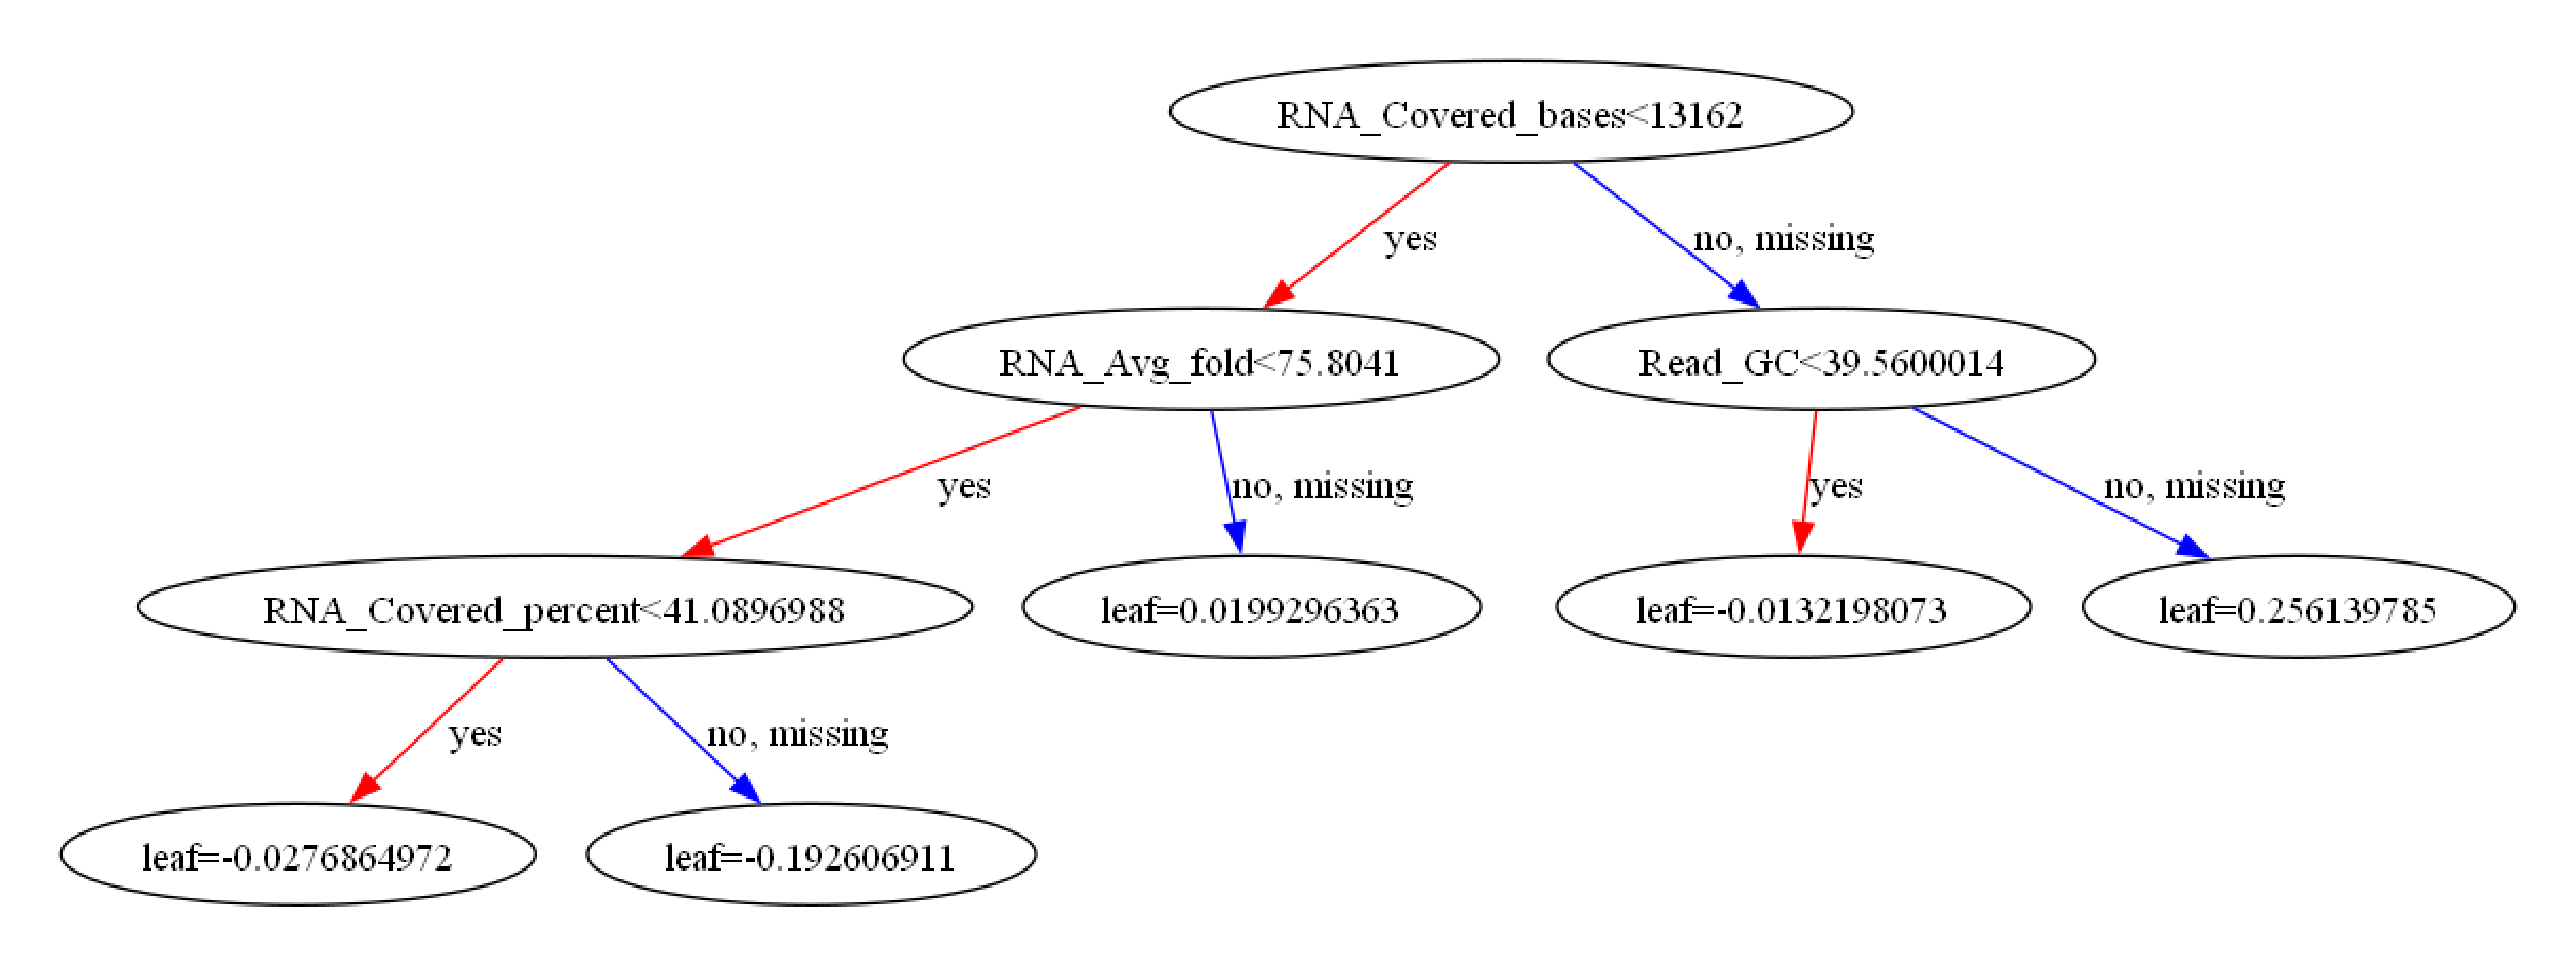 RNA_Covered_bases<13162
yes
no, missing
RNA_Avg_fold<75.8041
Read_GC<39.5600014
yes
no, missing
yes
no, missing
RNA_Covered_percent<41.0896988
leaf=0.0199296363
leaf=-0.0132198073
leaf=0.256139785
yes
no, missing
leaf=-0.0276864972
leaf=-0.192606911